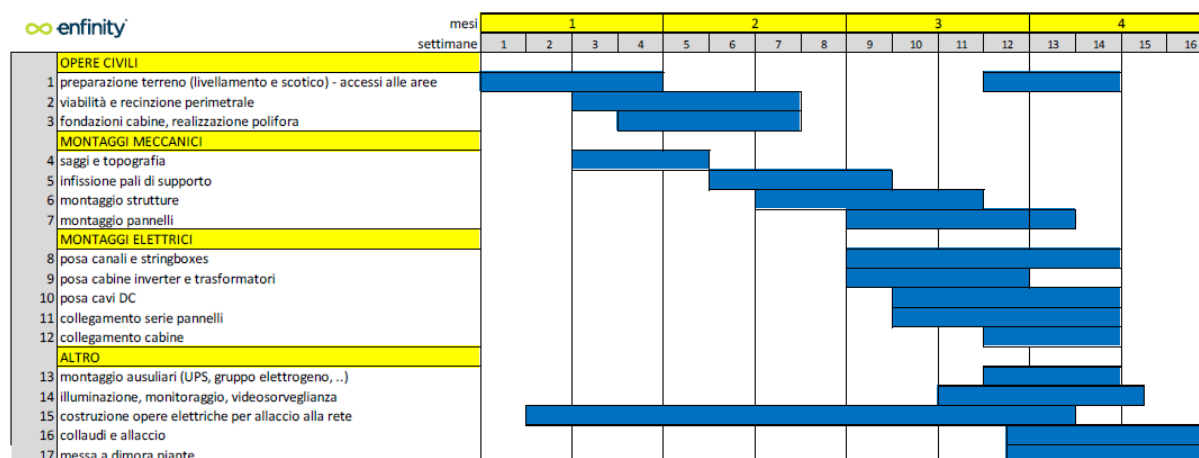 enfinity
mesi 1 2 3 4
settimane 1 2 3 4 5 6 7 8 9 10 11 12 13 14 15 16
OPERE CIVILI
1 preparazione terreno (livellamento e scotico) - accessi alle aree
2 viabilità e recinzione perimetrale
3 fondazioni cabine, realizzazione polifora
MONTAGGI MECCANICI
4 saggi e topografia
5 infissione pali di supporto
6 montaggio strutture
7 montaggio pannelli
MONTAGGI ELETTRICI
8 posa canali e stringboxes
9 posa cabine inverter e trasformatori
10 posa cavi DC
11 collegamento serie pannelli
12 collegamento cabine
ALTRO
13 montaggio ausuliari (UPS, gruppo elettrogeno, ..)
14 illuminazione, monitoraggio, videosorveglianza
15 costruzione opere elettriche per allaccio alla rete
16 collaudi e allaccio
17 messa a dimora piante